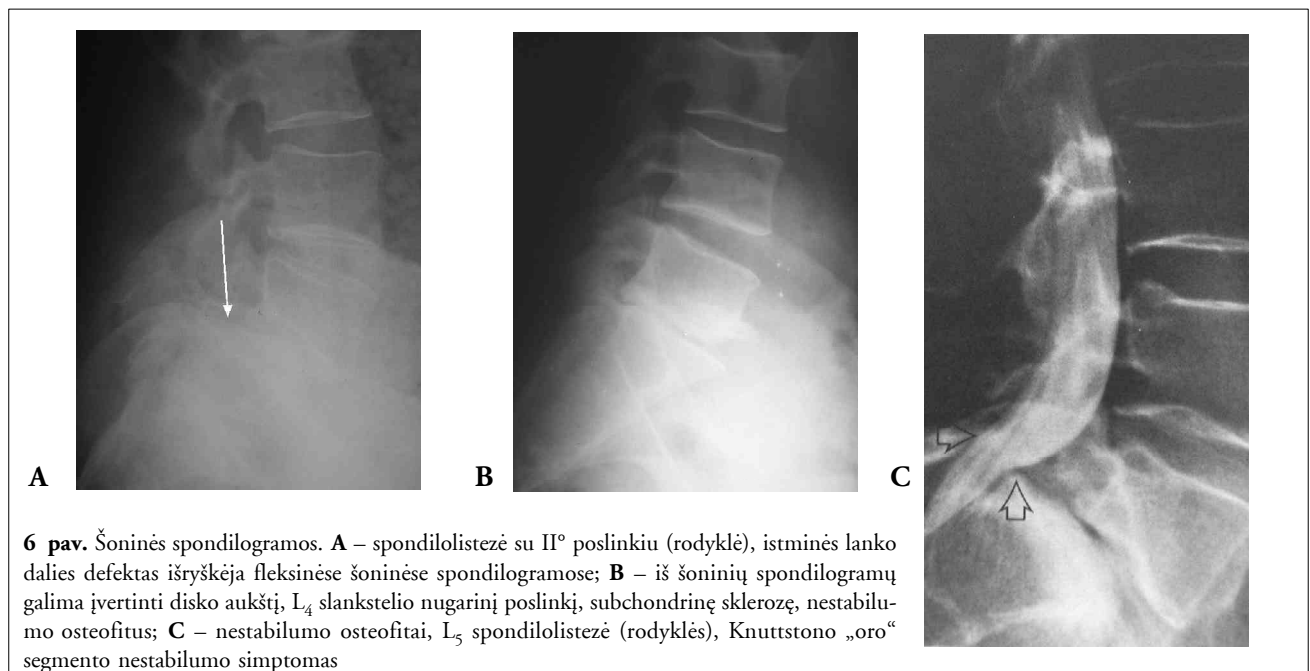 A
B
C
6 pav. Šoninės spondilogramos. A – spondilolistezė su II° poslinkiu (rodyklė), istminės lanko
dalies defektas išryškėja fleksinėse šoninėse spondilogramose; B – iš šoninių spondilogramų
galima įvertinti disko aukštį, L₄ slankstelio nugarinį poslinkį, subchondrinę sklerozę, nestabilu-
mo osteofitus; C – nestabilumo osteofitai, L₅ spondilolistezė (rodyklės), Knuttstono „oro“
segmento nestabilumo simptomas